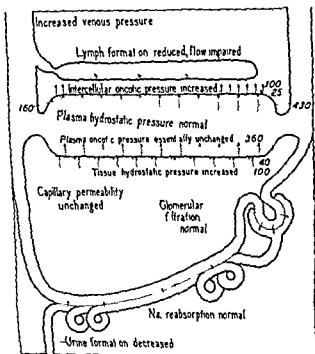 Increased venous pressure
Lymph formation reduced, flow impaired
Intercellular oncotic pressure increased
100
25
160
430
Plasma hydrostatic pressure normal
Plasma oncotic pressure essentially unchanged
360
40
Tissue hydrostatic pressure increased
100
Capillary permeability
unchanged
Glomerular
filtration
normal
Na. reabsorption normal
Urine formation decreased